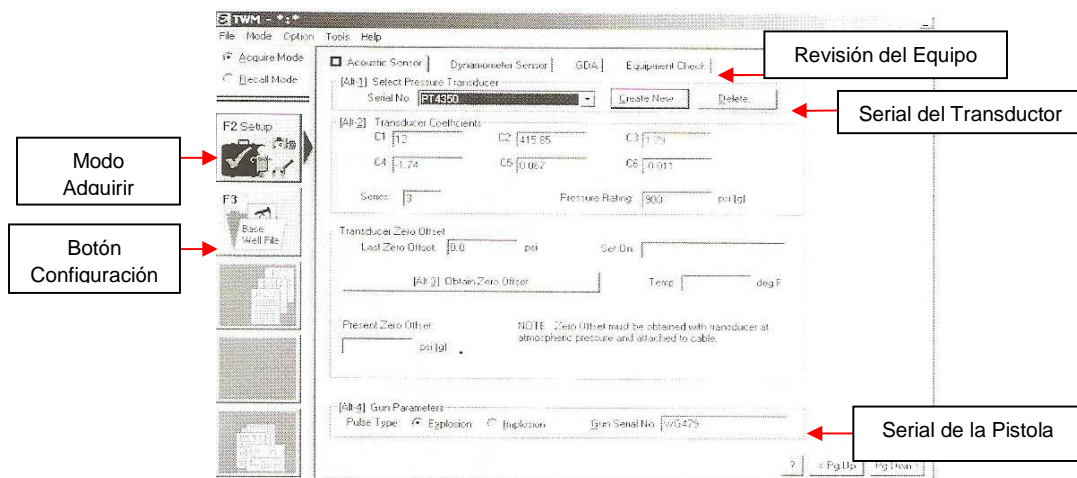 TWM - *:*
File Mode Option Tools Help
Acquire Mode
Recall Mode
Acoustic Sensor Dynamometer Sensor GDA Equipment Check
Revisión del Equipo
[Alt-1] Select Pressure Transducer
Serial No. PT4350 Create New Delete...
Serial del Transductor
F2 Setup
Modo
Adquirir
[Alt-2] Transducer Coefficients
C1 12 C2 415.85 C3 1.79
C4 -1.74 C5 0.067 C6 -0.011
Series: 3 Pressure Rating: 900 psi (g)
F3
Base
Well File
Botón
Configuración
Transducer Zero Offset
Last Zero Offset: 0.0 psi Set On:
[Alt-3] Obtain Zero Offset Temp deg F
Present Zero Offset:
psi (g)
NOTE: Zero Offset must be obtained with transducer at
atmospheric pressure and attached to cable.
[Alt-4] Gun Parameters
Pulse Type: Explosion Implosion Gun Serial No. WG479
Serial de la Pistola
? < Pg Up Pg Dwn >